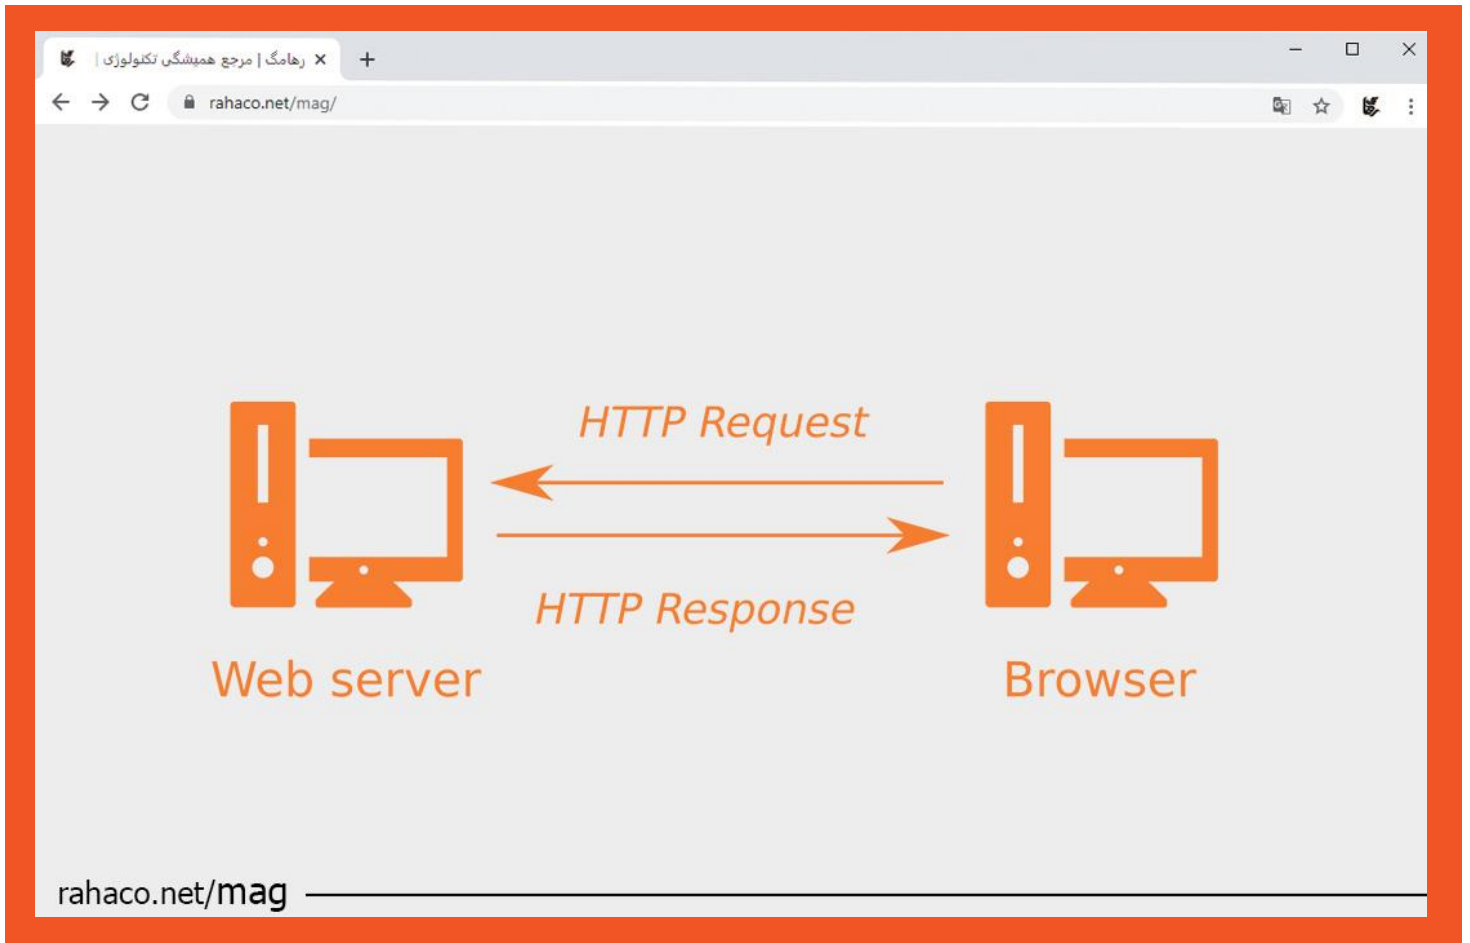 رهامگ | مرجع همیشگی تکنولوژی |
rahaco.net/mag/
HTTP Request
HTTP Response
Web server
Browser
rahaco.net/mag